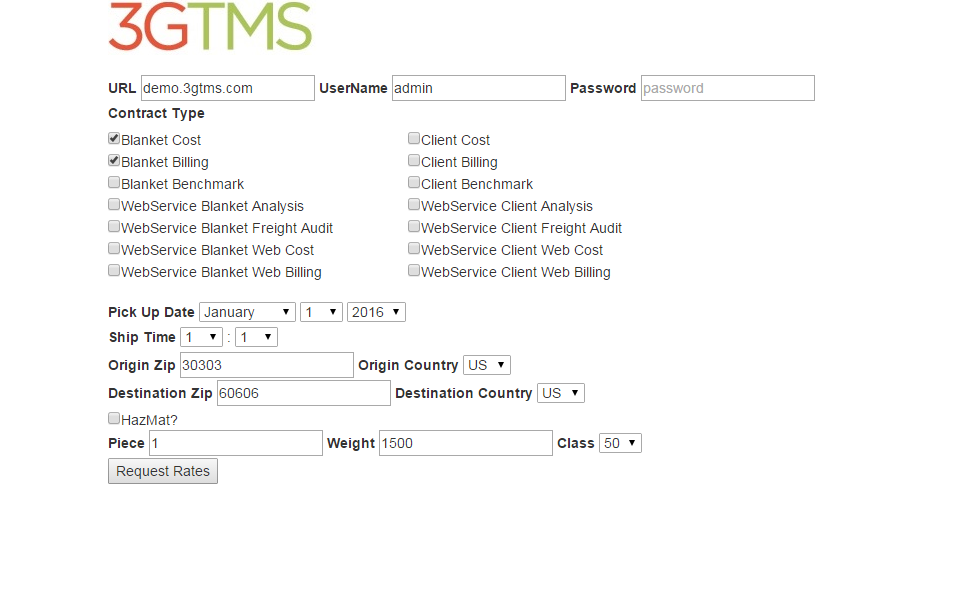 3GTMS
URL demo.3gtms.com UserName admin Password password
Contract Type
Blanket Cost Client Cost
Blanket Billing Client Billing
Blanket Benchmark Client Benchmark
WebService Blanket Analysis WebService Client Analysis
WebService Blanket Freight Audit WebService Client Freight Audit
WebService Blanket Web Cost WebService Client Web Cost
WebService Blanket Web Billing WebService Client Web Billing
Pick Up Date January 1 2016
Ship Time 1 : 1
Origin Zip 30303 Origin Country US
Destination Zip 60606 Destination Country US
HazMat?
Piece 1 Weight 1500 Class 50
Request Rates